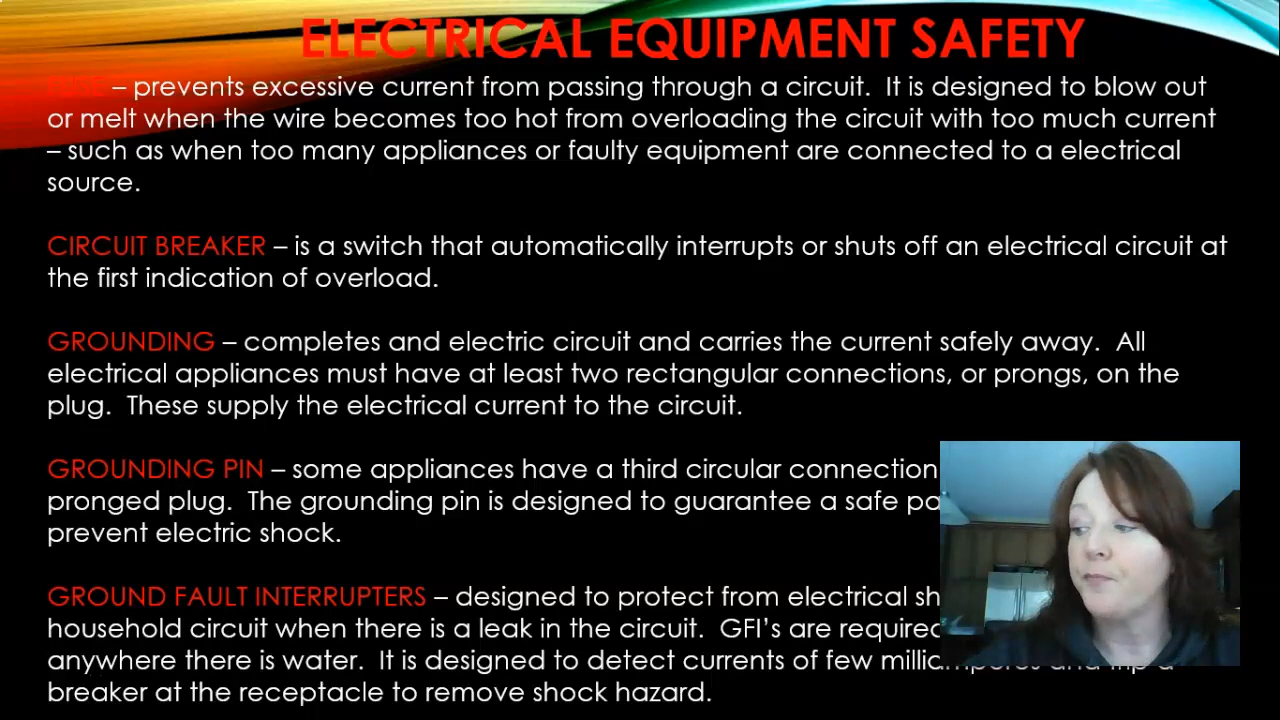 ELECTRICAL EQUIPMENT SAFETY
FUSE – prevents excessive current from passing through a circuit. It is designed to blow out
or melt when the wire becomes too hot from overloading the circuit with too much current
– such as when too many appliances or faulty equipment are connected to a electrical
source.
CIRCUIT BREAKER – is a switch that automatically interrupts or shuts off an electrical circuit at
the first indication of overload.
GROUNDING – completes and electric circuit and carries the current safely away. All
electrical appliances must have at least two rectangular connections, or prongs, on the
plug. These supply the electrical current to the circuit.
GROUNDING PIN – some appliances have a third circular connection
pronged plug. The grounding pin is designed to guarantee a safe
prevent electric shock.
GROUND FAULT INTERRUPTERS – designed to protect from electrical
household circuit when there is a leak in the circuit. GFI’s are
anywhere there is water. It is designed to detect currents of few milliamperes and trip a
breaker at the receptacle to remove shock hazard.